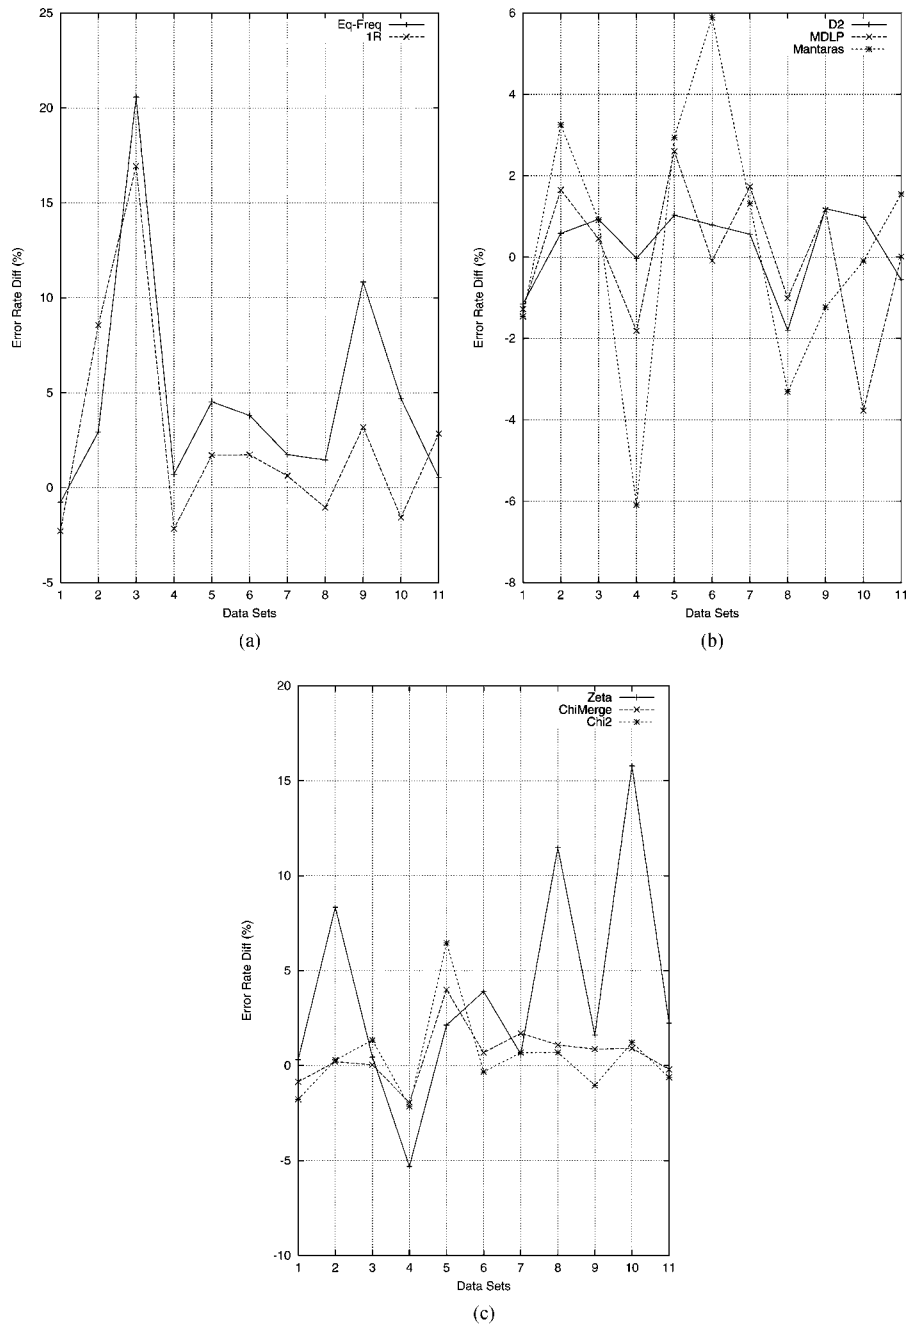 25
20
15
10
5
0
-5
Error Rate Diff (%)
Eq-Freq
1R
1 2 3 4 5 6 7 8 9 10 11
Data Sets
(a)
6
4
2
0
-2
-4
-6
-8
Error Rate Diff (%)
D2
MDLP
Mantaras
1 2 3 4 5 6 7 8 9 10 11
Data Sets
(b)
20
15
10
5
0
-5
-10
Error Rate Diff (%)
Zeta
ChiMerge
Chi2
1 2 3 4 5 6 7 8 9 10 11
Data Sets
(c)